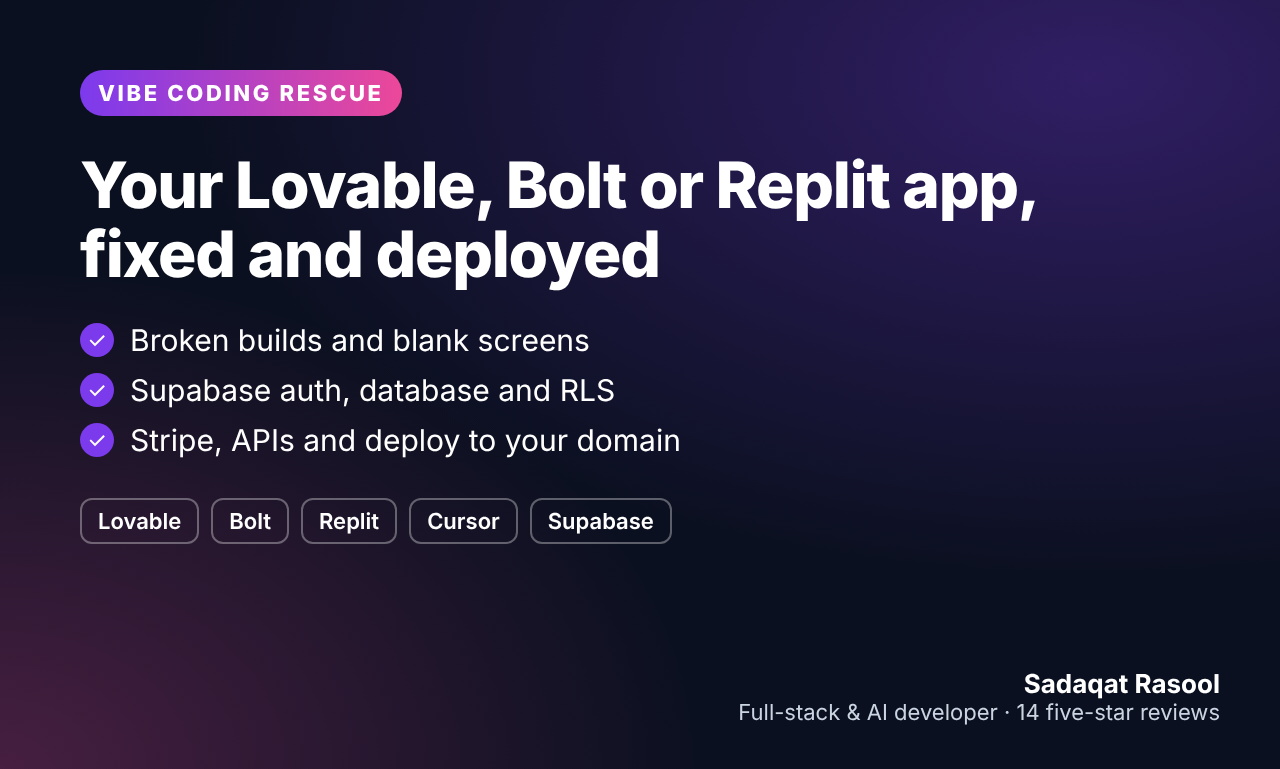 VIBE CODING RESCUE
Your Lovable, Bolt or Replit app,
fixed and deployed
Broken builds and blank screens
Supabase auth, database and RLS
Stripe, APIs and deploy to your domain
Lovable Bolt Replit Cursor Supabase
Sadaqat Rasool
Full-stack & AI developer · 14 five-star reviews